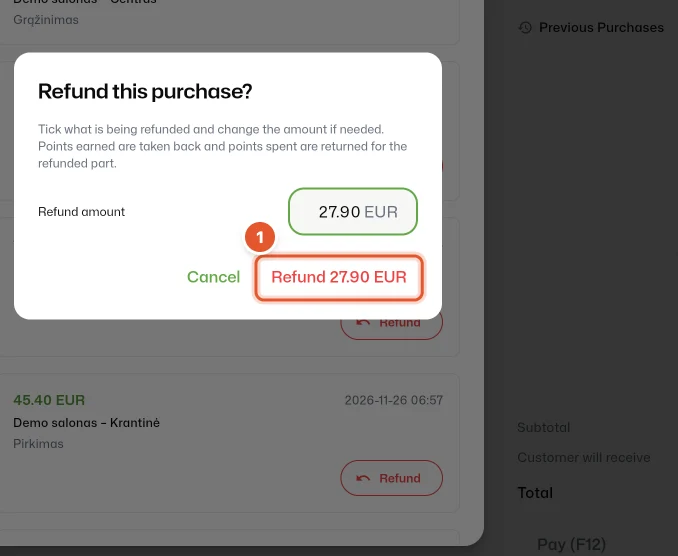 Demo salonas – Centras
Grąžinimas
Previous Purchases
Refund this purchase?
Tick what is being refunded and change the amount if needed.
Points earned are taken back and points spent are returned for the
refunded part.
Refund amount
27.90 EUR
1
Cancel
Refund 27.90 EUR
Refund
45.40 EUR
2026-11-26 06:57
Demo salonas – Krantinė
Pirkimas
Refund
Subtotal
Customer will receive
Total
Pay (F12)